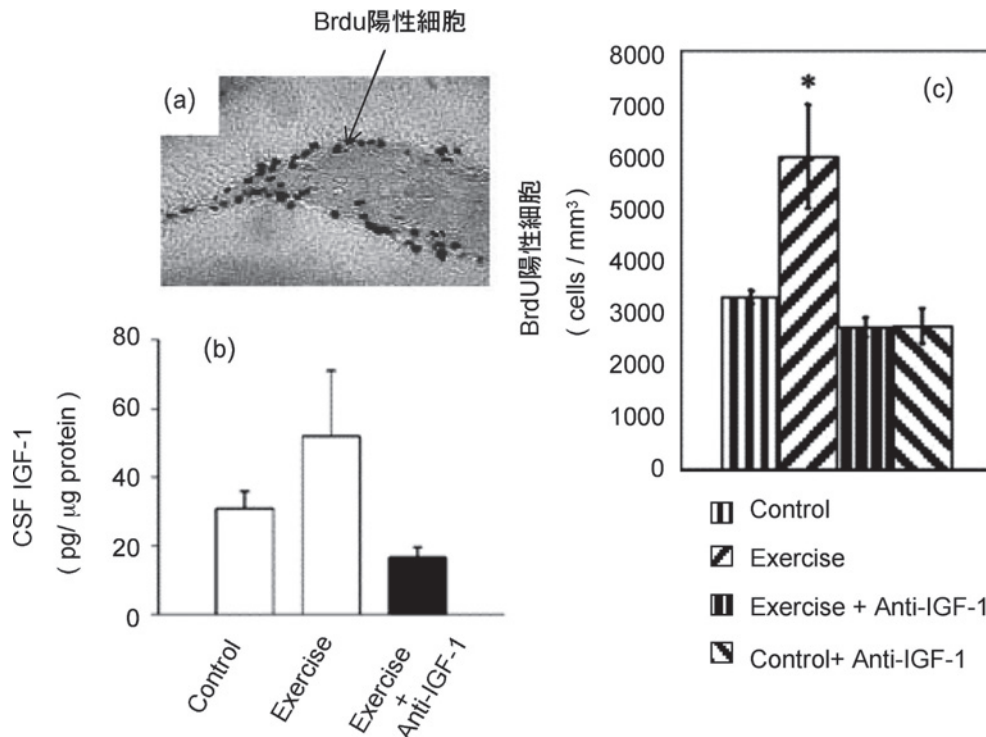 Brdu陽性細胞
(a)
(b)
CSF IGF-1
( pg/ μg protein )
80
60
40
20
0
Control
Exercise
Exercise
+
Anti-IGF-1
(c)
BrdU陽性細胞
( cells / mm³ )
8000
7000
6000
5000
4000
3000
2000
1000
0
*
Control
Exercise
Exercise + Anti-IGF-1
Control+ Anti-IGF-1